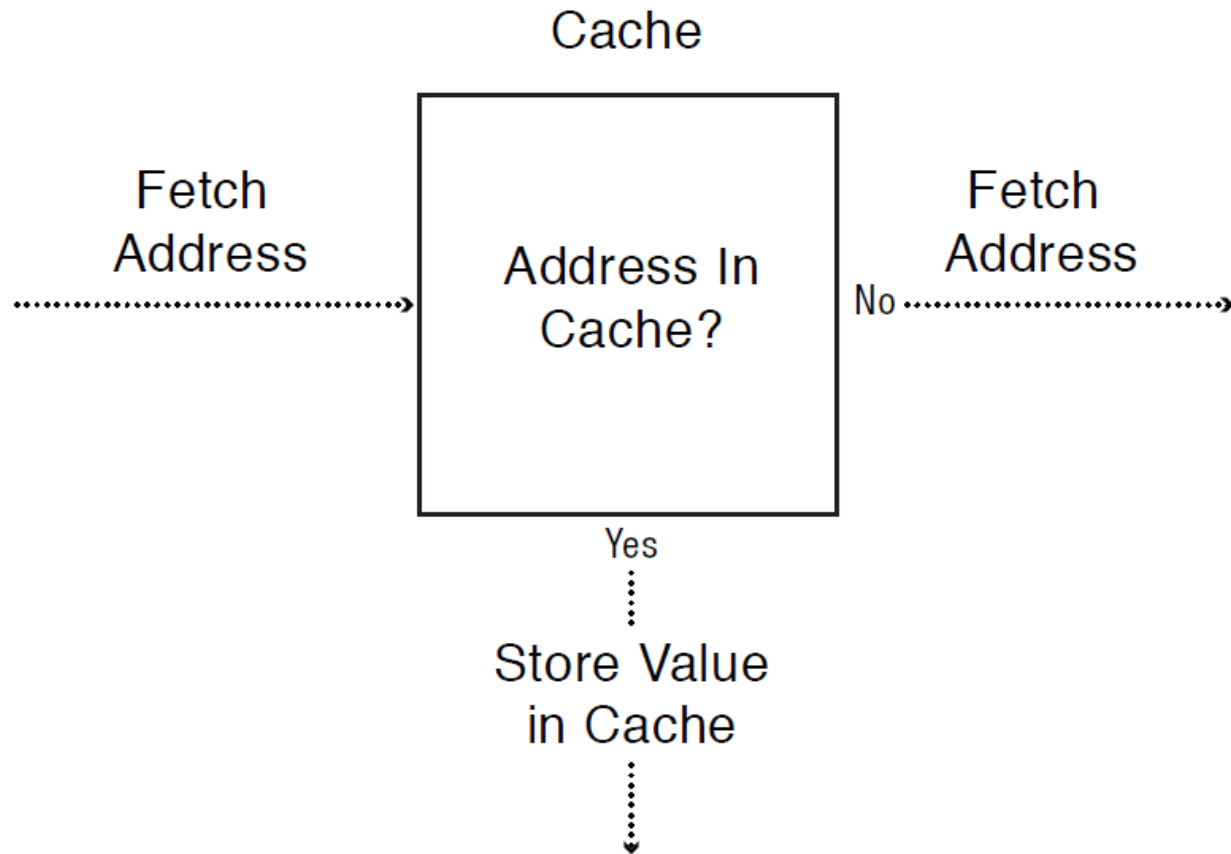 Cache
Fetch
Address
Address In
Cache?
No
Fetch
Address
Yes
Store Value
in Cache